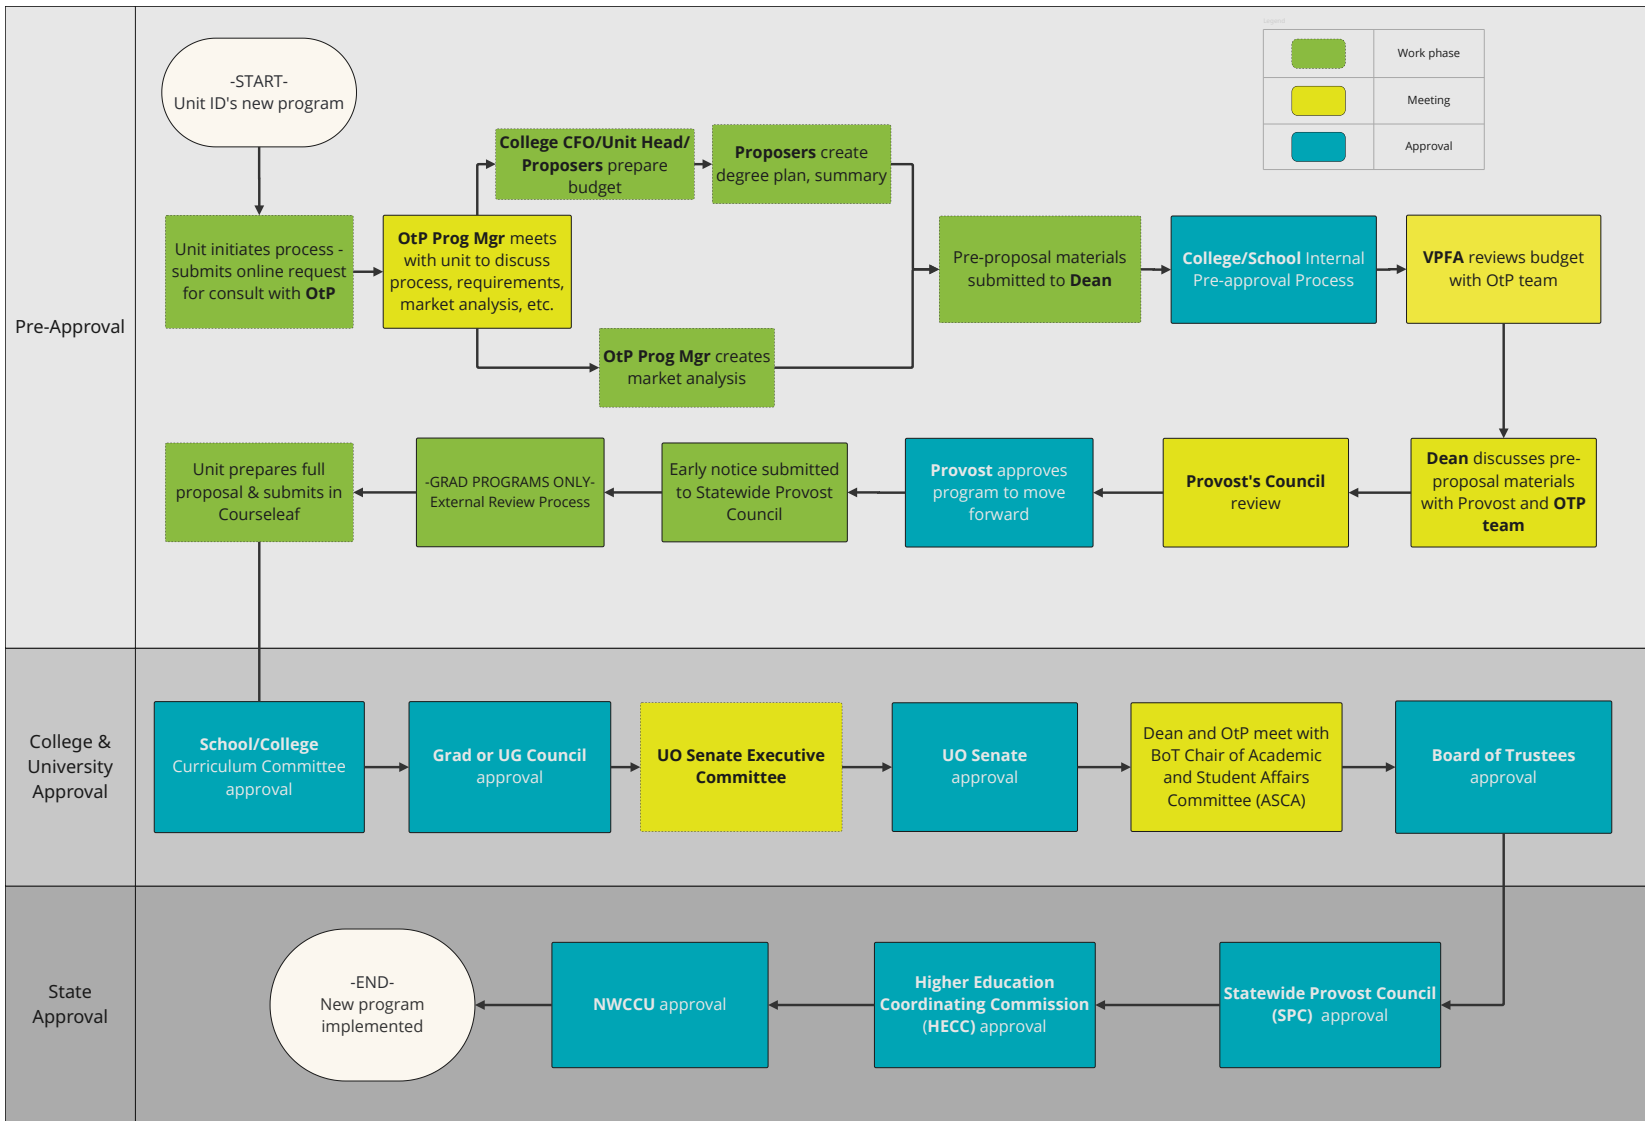 Legend
Work phase
Meeting
Approval
Pre-Approval
-START-
Unit ID's new program
Unit initiates process -
submits online request
for consult with OtP
OtP Prog Mgr meets
with unit to discuss
process, requirements,
market analysis, etc.
College CFO/Unit Head/
Proposers prepare
budget
Proposers create
degree plan, summary
OtP Prog Mgr creates
market analysis
Pre-proposal materials
submitted to Dean
College/School Internal
Pre-approval Process
VPFA reviews budget
with OtP team
Dean discusses pre-
proposal materials
with Provost and OTP
team
Provost's Council
review
Provost approves
program to move
forward
Early notice submitted
to Statewide Provost
Council
-GRAD PROGRAMS ONLY-
External Review Process
Unit prepares full
proposal & submits in
Courseleaf
College &
University
Approval
School/College
Curriculum Committee
approval
Grad or UG Council
approval
UO Senate Executive
Committee
UO Senate
approval
Dean and OtP meet with
BoT Chair of Academic
and Student Affairs
Committee (ASCA)
Board of Trustees
approval
State
Approval
Statewide Provost Council
(SPC) approval
Higher Education
Coordinating Commission
(HECC) approval
NWCCU approval
-END-
New program
implemented